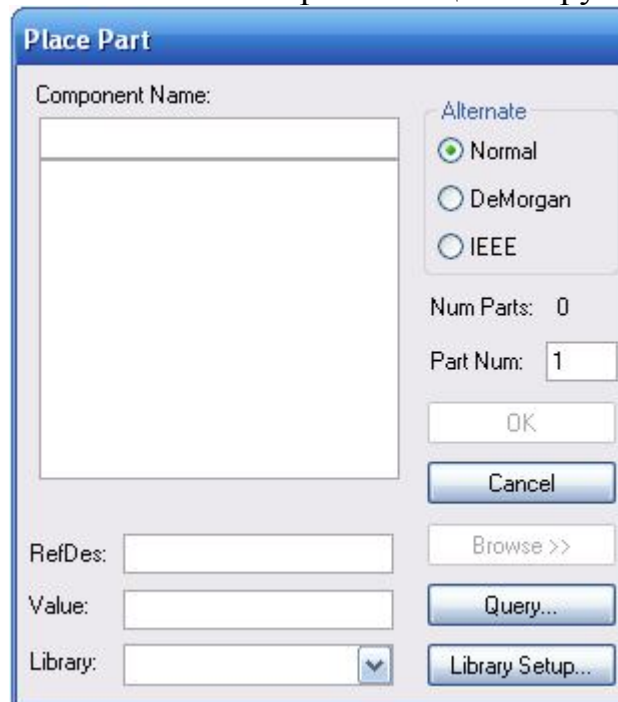 Place Part
Component Name:
Alternate
Normal
DeMorgan
IEEE
Num Parts: 0
Part Num: 1
OK
Cancel
RefDes:
Browse >>
Value:
Query...
Library:
Library Setup...